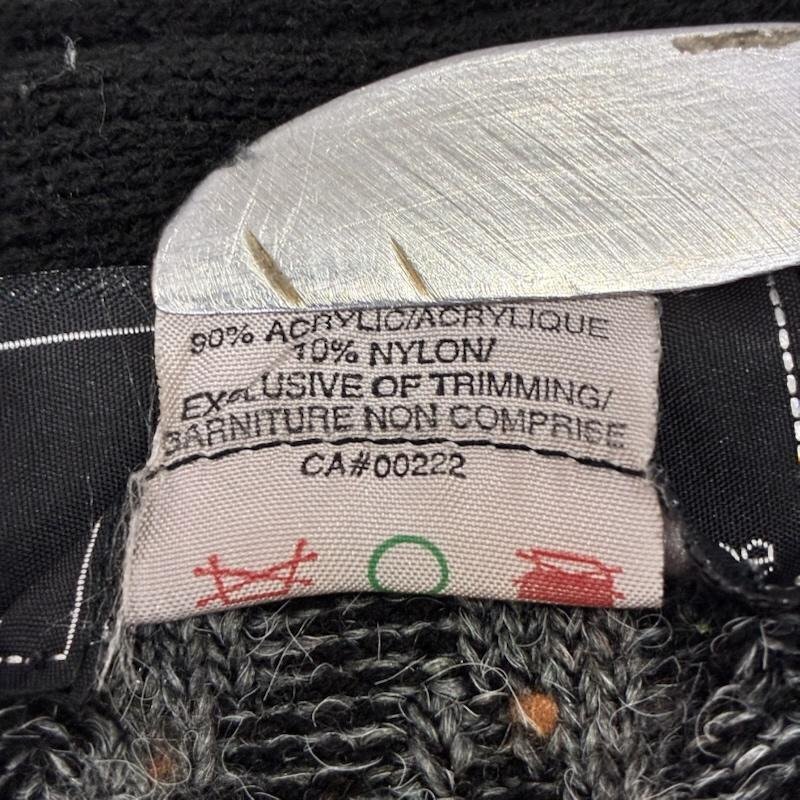 90% ACRYLIC/ACRYLIQUE
10% NYLON/
EXCLUSIVE OF TRIMMING/
GARNITURE NON COMPRISE
CA#00222